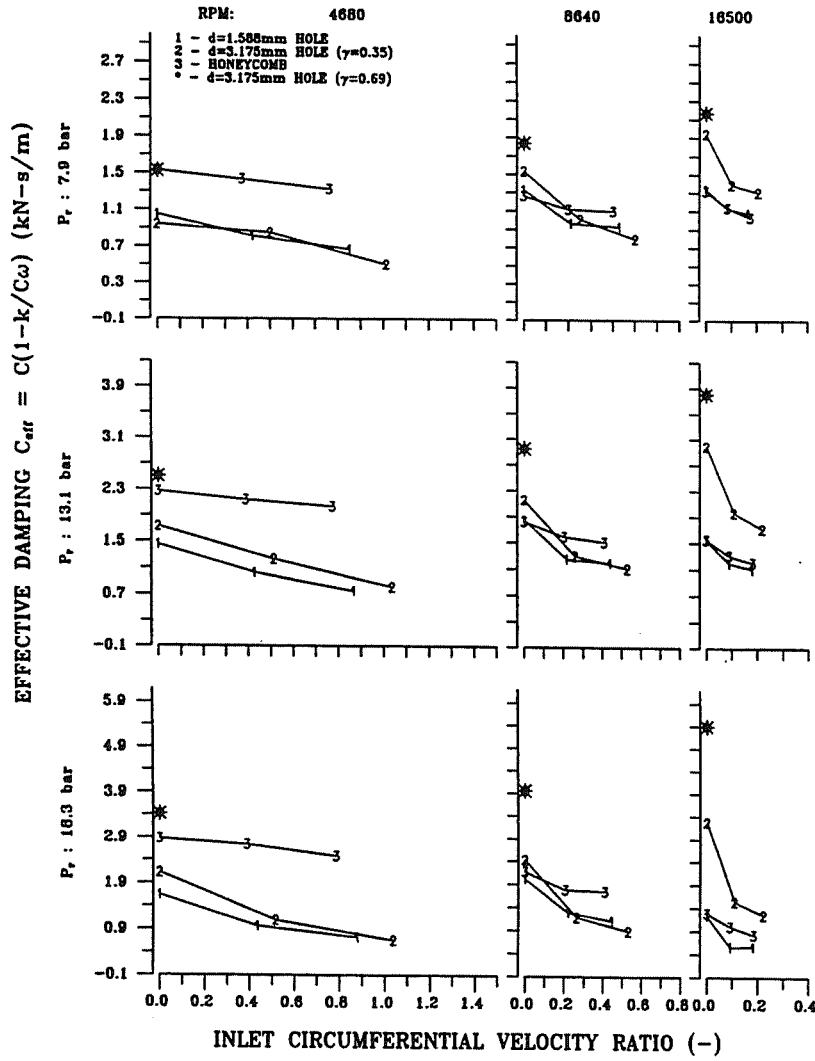 RPM: 4680 8640 16500
1 - d=1.588mm HOLE
2 - d=3.175mm HOLE (γ=0.35)
3 - HONEYCOMB
* - d=3.175mm HOLE (γ=0.69)
EFFECTIVE DAMPING C_eff = C(1-k/Cω) (kN-s/m)
P_r : 7.9 bar
2.7
2.3
1.9
1.5
1.1
0.7
0.3
-0.1
P_r : 13.1 bar
3.9
3.1
2.3
1.5
0.7
-0.1
P_r : 18.3 bar
5.9
4.9
3.9
2.9
1.9
0.9
-0.1
0.0 0.2 0.4 0.6 0.8 1.0 1.2 1.4 0.0 0.2 0.4 0.6 0.8 0.0 0.2 0.4
INLET CIRCUMFERENTIAL VELOCITY RATIO (-)